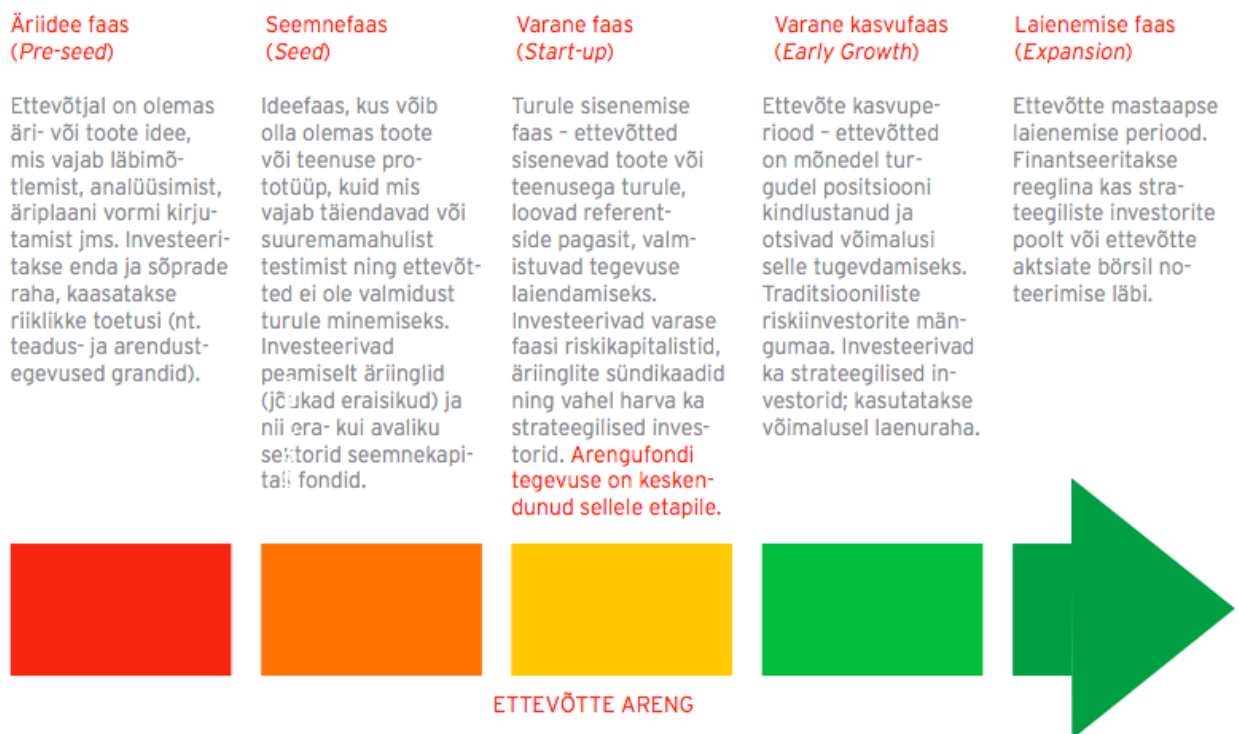 Äriidee faas
(Pre-seed)
Ettevõtjal on olemas
äri- või toote idee,
mis vajab läbimõ-
tlemist, analüüsimist,
äriplaani vormi kirju-
tamist jms. Investeeri-
takse enda ja sõprade
raha, kaasatakse
riiklikke toetusi (nt.
teadus- ja arendust-
egevused grandid).
Seemnefaas
(Seed)
Ideefaas, kus võib
olla olemas toote
või teenuse pro-
totüüp, kuid mis
vajab täiendavad või
suuremamahulist
testimist ning ettevõt-
ted ei ole valmidust
turule minemiseks.
Investeerivad
peamiselt äriinglid
(jõukad eraisikud) ja
nii era- kui avaliku
sektorid seemnekapi-
tali fondid.
Varane faas
(Start-up)
Turule sisenemise
faas – ettevõtted
sisenevad toote või
teenusega turule,
loovad referent-
side pagasit, valm-
istuvad tegevuse
laiendamiseks.
Investeerivad varase
faasi riskikapitalistid,
äriinglite sündikaadid
ning vahel harva ka
strateegilised inves-
torid. Arengufondi
tegevuse on kesken-
dunud sellele etapile.
Varane kasvufaas
(Early Growth)
Ettevõte kasvupe-
riood – ettevõtted
on mõnedel tur-
gudel positsiooni
kindlustanud ja
otsivad võimalusi
selle tugevdamiseks.
Traditsiooniliste
riskiinvestorite män-
gumaa. Investeerivad
ka strateegilised in-
vestorid; kasutatakse
võimalusel laenuraha.
Laienemise faas
(Expansion)
Ettevõtte mastaapse
laienemise periood.
Finantseeritakse
reeglina kas stra-
teegiliste investorite
poolt või ettevõtte
aktsiate börsil no-
teerimise läbi.
ETTEVÕTTE ARENG